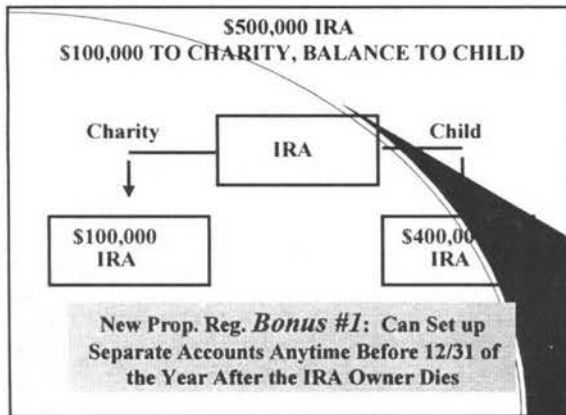 $500,000 IRA
$100,000 TO CHARITY, BALANCE TO CHILD
Charity
IRA
Child
$100,000
IRA
$400,00
IRA
New Prop. Reg. Bonus #1: Can Set up
Separate Accounts Anytime Before 12/31 of
the Year After the IRA Owner Dies